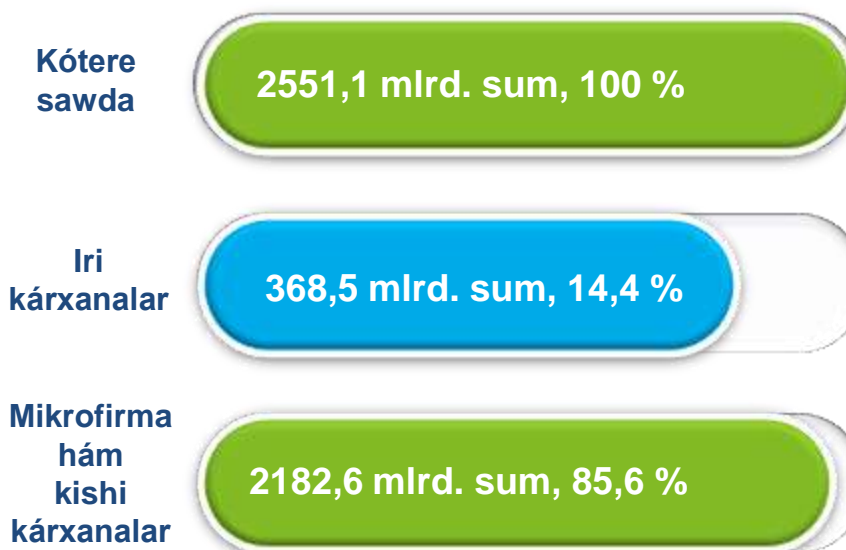 Kótere
sawda
2551,1 mlrd. sum, 100 %
Iri
kárxanalar
368,5 mlrd. sum, 14,4 %
Mikrofirma
hám
kishi
kárxanalar
2182,6 mlrd. sum, 85,6 %